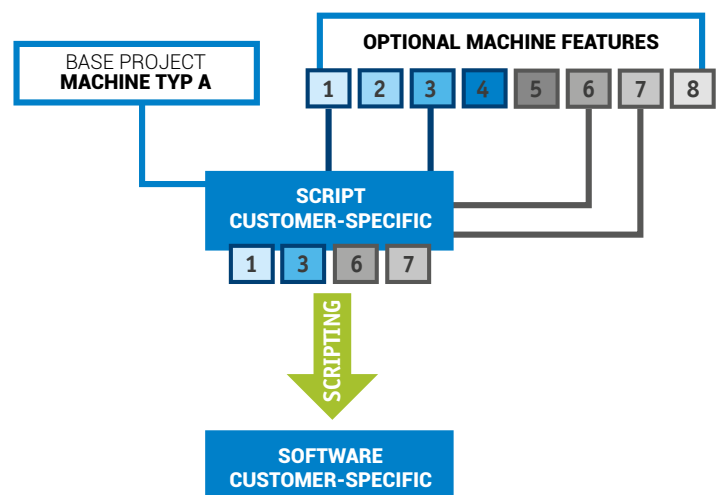 OPTIONAL MACHINE FEATURES
BASE PROJECT
MACHINE TYP A
1 2 3 4 5 6 7 8
SCRIPT
CUSTOMER-SPECIFIC
1 3 6 7
SCRIPTING
SOFTWARE
CUSTOMER-SPECIFIC